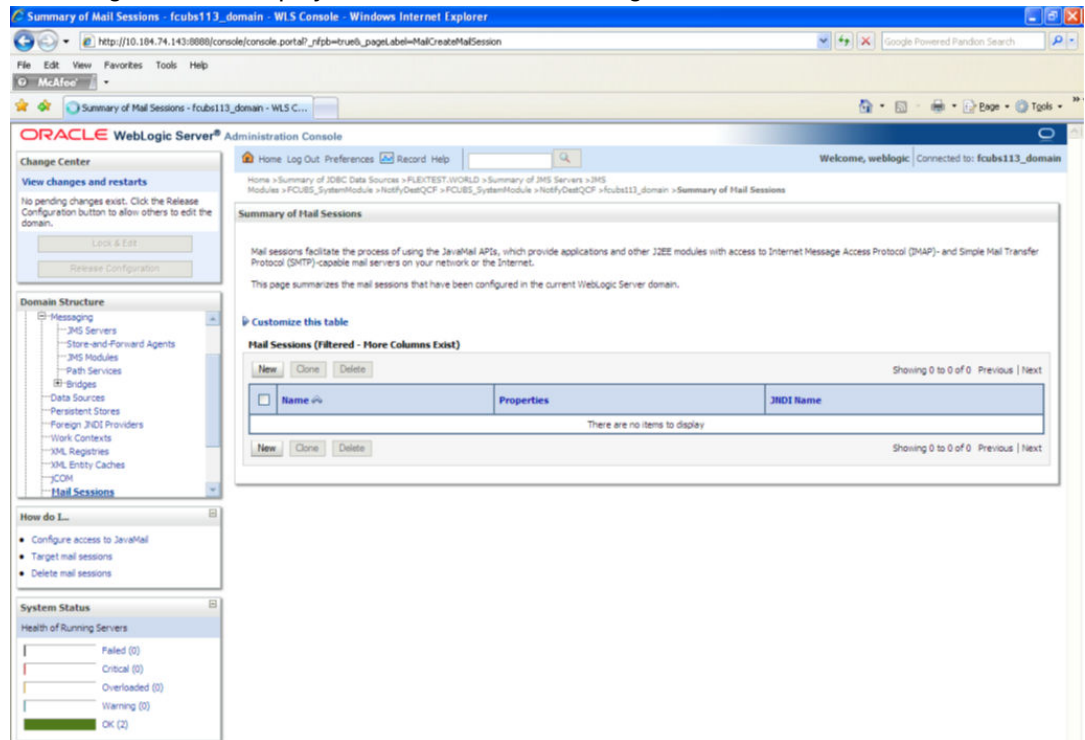 Summary of Mail Sessions - fcubs113_domain - WLS Console - Windows Internet Explorer
http://10.184.74.143:8888/console/console.portal?_nfpb=true&_pageLabel=MailCreateMailSession
Google Powered Pandion Search
File Edit View Favorites Tools Help
McAfee
Summary of Mail Sessions - fcubs113_domain - WLS C...
Page Tools
ORACLE WebLogic Server® Administration Console
Change Center
View changes and restarts
No pending changes exist. Click the Release
Configuration button to allow others to edit the
domain.
Lock & Edit
Release Configuration
Domain Structure
Messaging
JMS Servers
Store-and-Forward Agents
JMS Modules
Path Services
Bridges
Data Sources
Persistent Stores
Foreign JNDI Providers
Work Contexts
XML Registries
XML Entity Caches
jCOM
Mail Sessions
How do I...
Configure access to JavaMail
Target mail sessions
Delete mail sessions
System Status
Health of Running Servers
Failed (0)
Critical (0)
Overloaded (0)
Warning (0)
OK (2)
Home Log Out Preferences Record Help
Welcome, weblogic Connected to: fcubs113_domain
Home >Summary of JDBC Data Sources >FLEXTEST.WORLD >Summary of JMS Servers >JMS
Modules >FCUBS_SystemModule >NotifyDestQCF >FCUBS_SystemModule >NotifyDestQCF >fcubs113_domain >Summary of Mail Sessions
Summary of Mail Sessions
Mail sessions facilitate the process of using the JavaMail APIs, which provide applications and other J2EE modules with access to Internet Message Access Protocol (IMAP)- and Simple Mail Transfer
Protocol (SMTP)-capable mail servers on your network or the Internet.
This page summarizes the mail sessions that have been configured in the current WebLogic Server domain.
Customize this table
Mail Sessions (Filtered - More Columns Exist)
New Clone Delete
Showing 0 to 0 of 0 Previous | Next
Name Properties JNDI Name
There are no items to display
New Clone Delete
Showing 0 to 0 of 0 Previous | Next